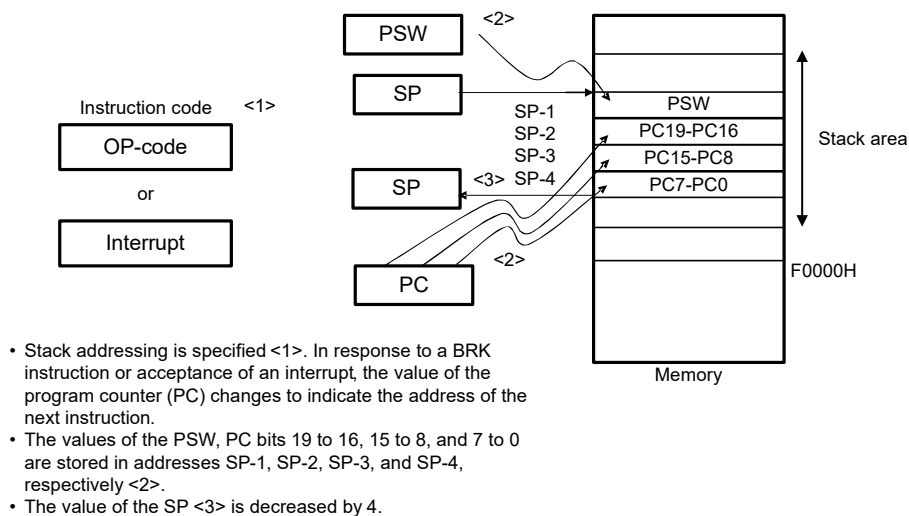 <2>
PSW
SP
Instruction code <1>
OP-code
or
Interrupt
SP-1
SP-2
SP-3
SP-4
SP
<3>
<2>
PC
PSW
PC19-PC16
PC15-PC8
PC7-PC0
Stack area
F0000H
Memory
• Stack addressing is specified <1>. In response to a BRK
instruction or acceptance of an interrupt, the value of the
program counter (PC) changes to indicate the address of the
next instruction.
• The values of the PSW, PC bits 19 to 16, 15 to 8, and 7 to 0
are stored in addresses SP-1, SP-2, SP-3, and SP-4,
respectively <2>.
• The value of the SP <3> is decreased by 4.